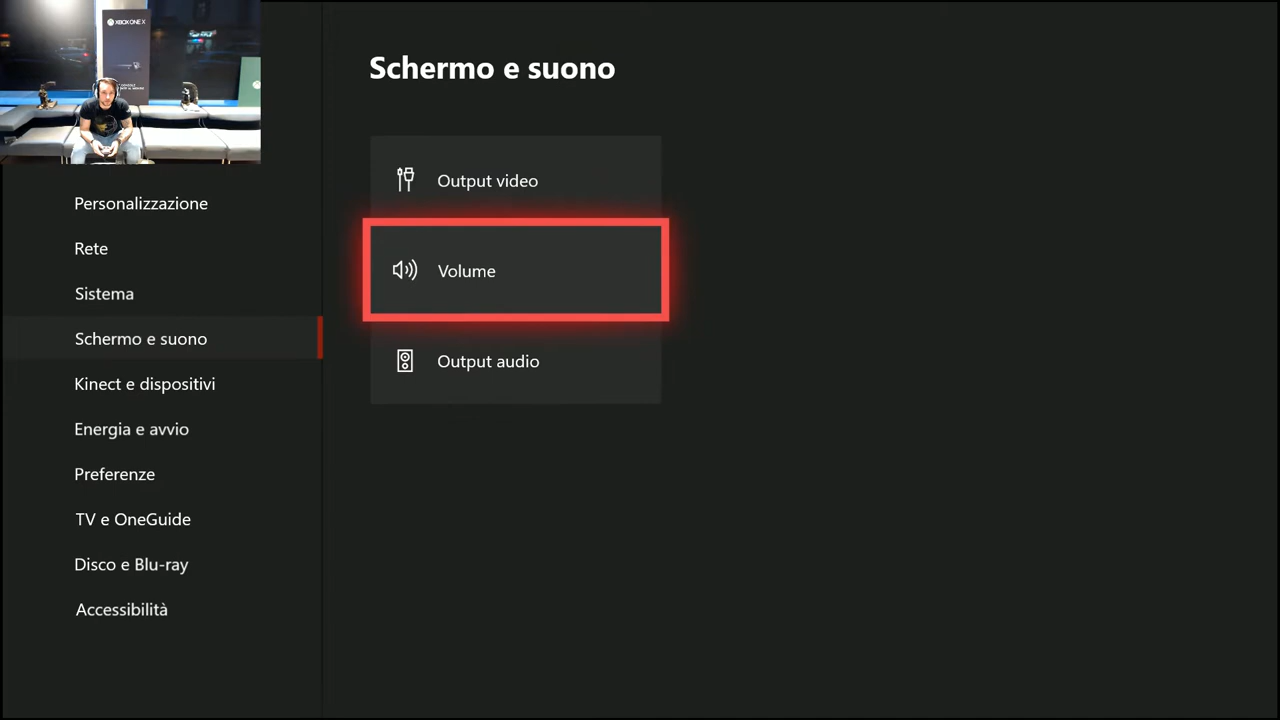 XBOX ONE X
Personalizzazione
Rete
Sistema
Schermo e suono
Kinect e dispositivi
Energia e avvio
Preferenze
TV e OneGuide
Disco e Blu-ray
Accessibilità
Schermo e suono
Output video
Volume
Output audio